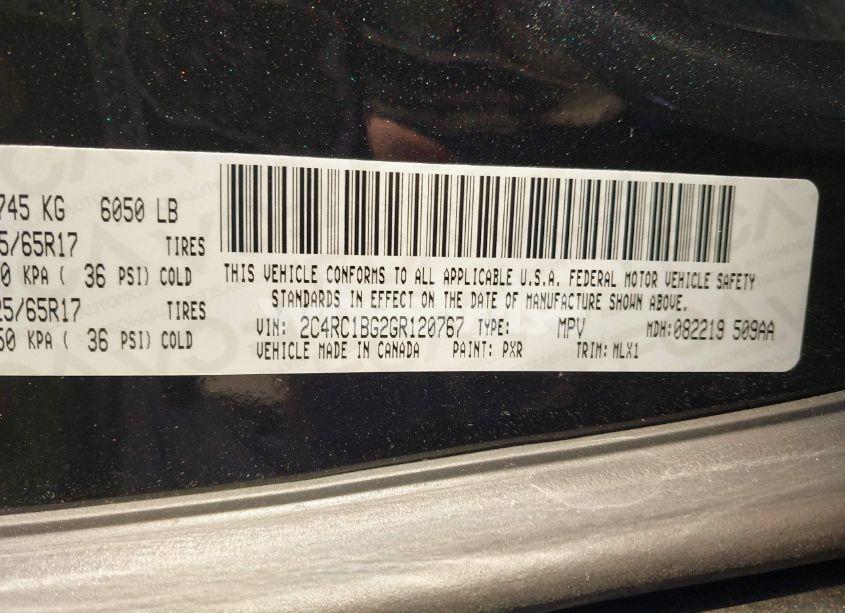 745 KG 6050 LB
5/65R17 TIRES
0 KPA ( 36 PSI) COLD
25/65R17 TIRES
50 KPA ( 36 PSI) COLD
THIS VEHICLE CONFORMS TO ALL APPLICABLE U.S.A. FEDERAL MOTOR VEHICLE SAFETY
STANDARDS IN EFFECT ON THE DATE OF MANUFACTURE SHOWN ABOVE.
VIN: 2C4RC1BG2GR120767 TYPE: MPV MDH:082219 509AA
VEHICLE MADE IN CANADA PAINT: PXR TRIM: MLX1